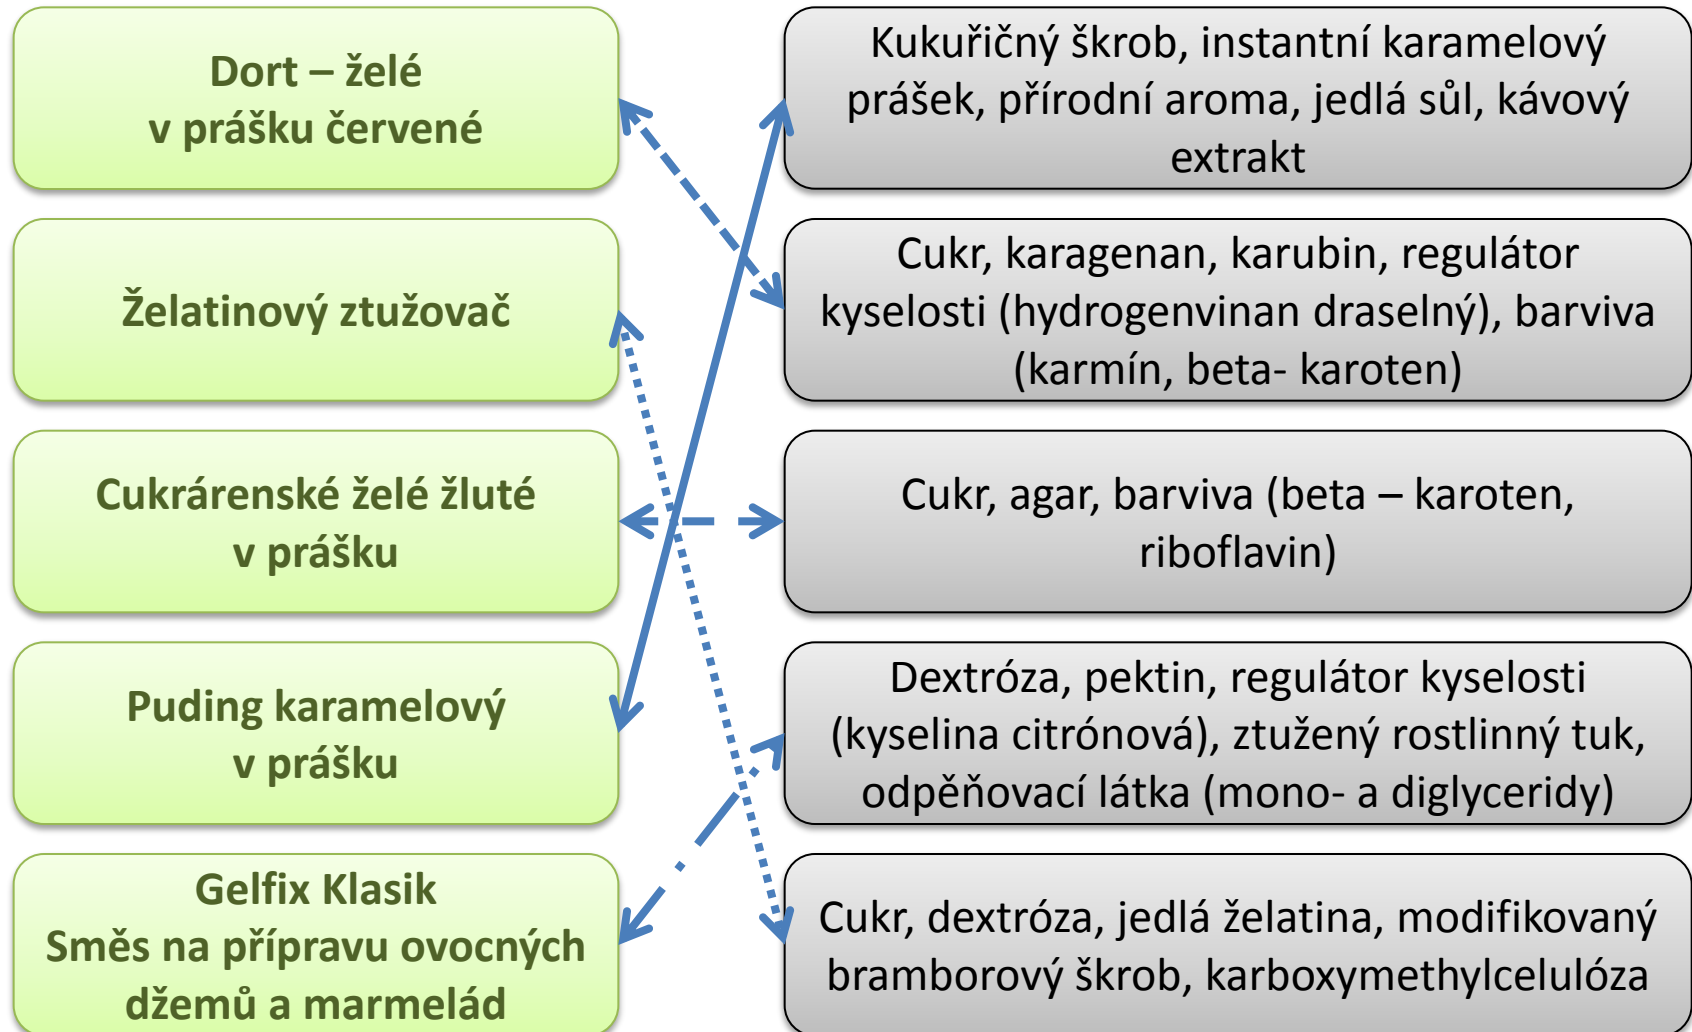 Dort – želé
v prášku červené
Kukuřičný škrob, instantní karamelový
prášek, přírodní aroma, jedlá sůl, kávový
extrakt
Želatinový ztužovač
Cukr, karagenan, karubin, regulátor
kyselosti (hydrogenvinan draselný), barviva
(karmín, beta- karoten)
Cukrárenské želé žluté
v prášku
Cukr, agar, barviva (beta – karoten,
riboflavin)
Puding karamelový
v prášku
Dextróza, pektin, regulátor kyselosti
(kyselina citrónová), ztužený rostlinný tuk,
odpěňovací látka (mono- a diglyceridy)
Gelfix Klasik
Směs na přípravu ovocných
džemů a marmelád
Cukr, dextróza, jedlá želatina, modifikovaný
bramborový škrob, karboxymethylcelulóza